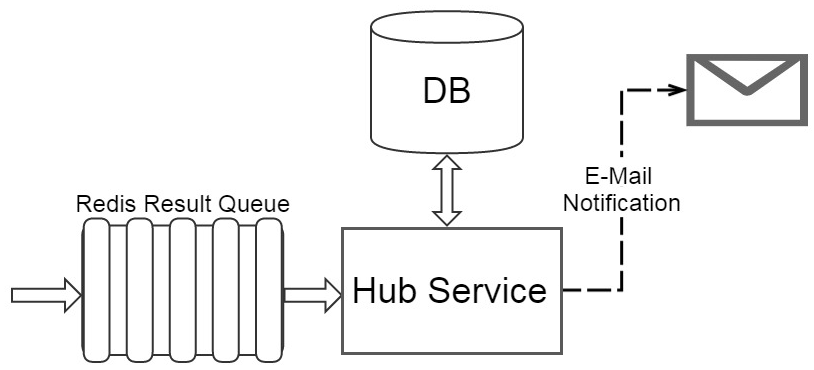 DB
E-Mail
Notification
Redis Result Queue
Hub Service